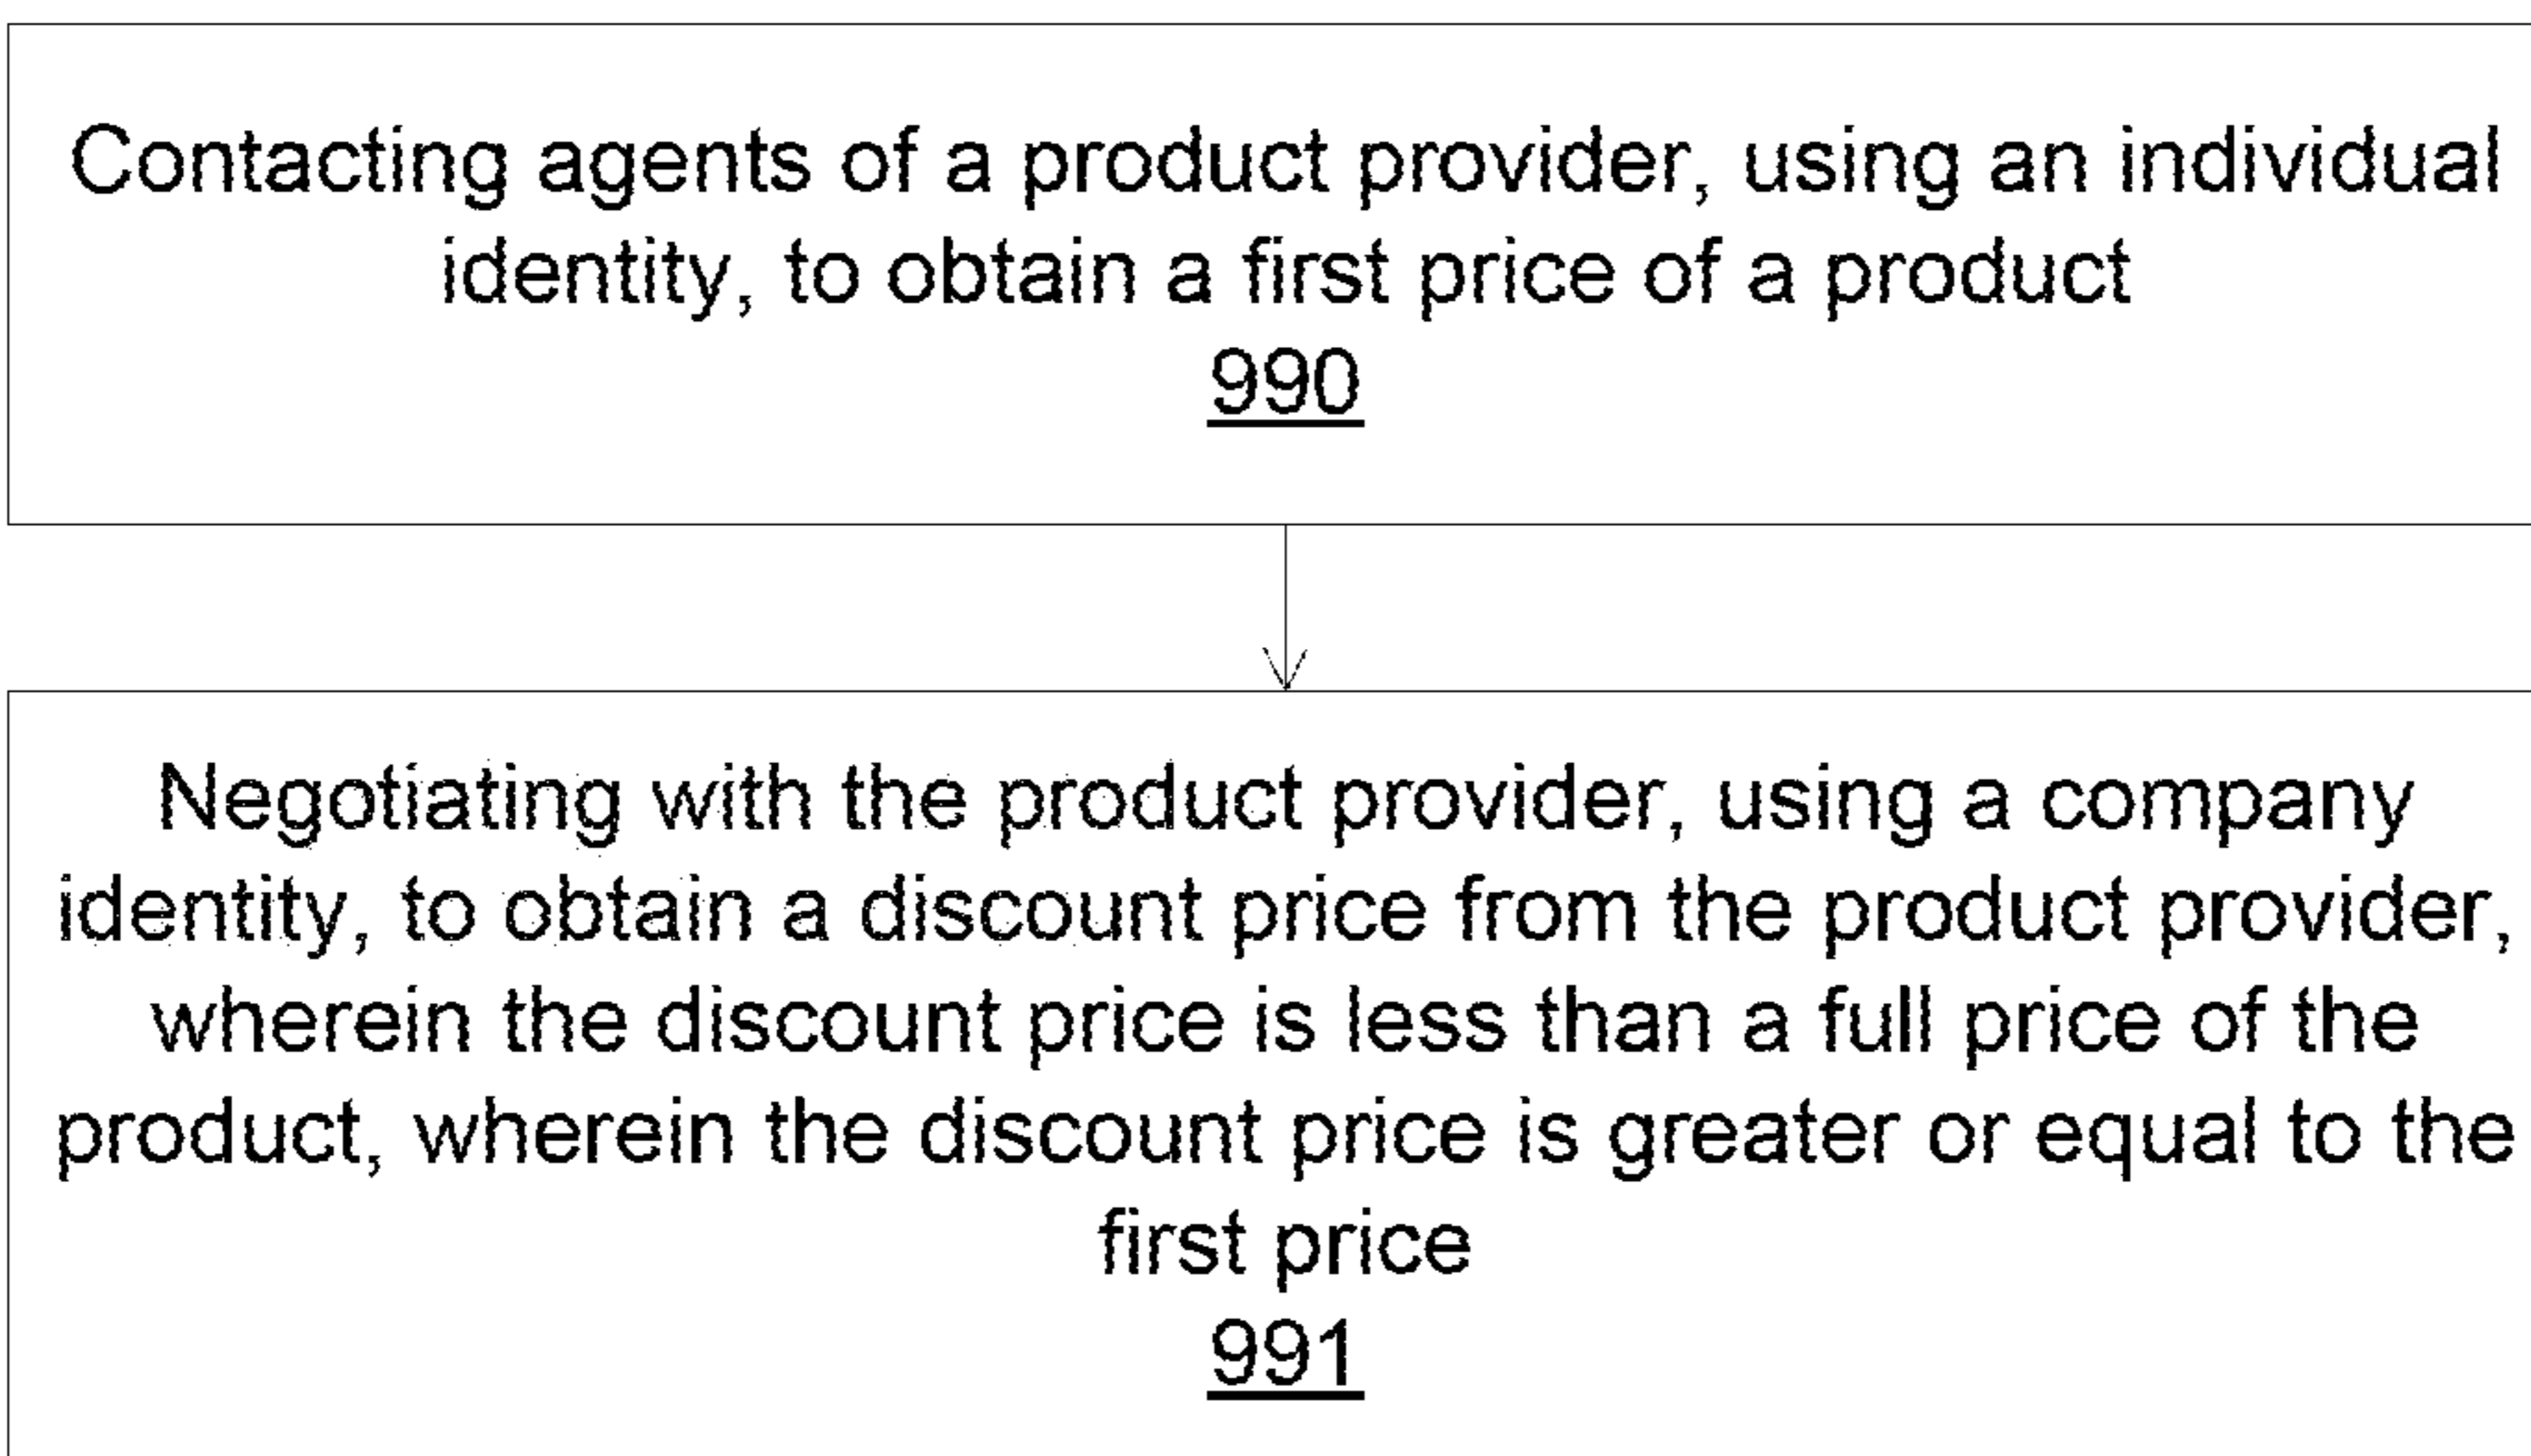 Contacting agents of a product provider, using an individual
identity, to obtain a first price of a product
990
Negotiating with the product provider, using a company
identity, to obtain a discount price from the product provider,
wherein the discount price is less than a full price of the
product, wherein the discount price is greater or equal to the
first price
991